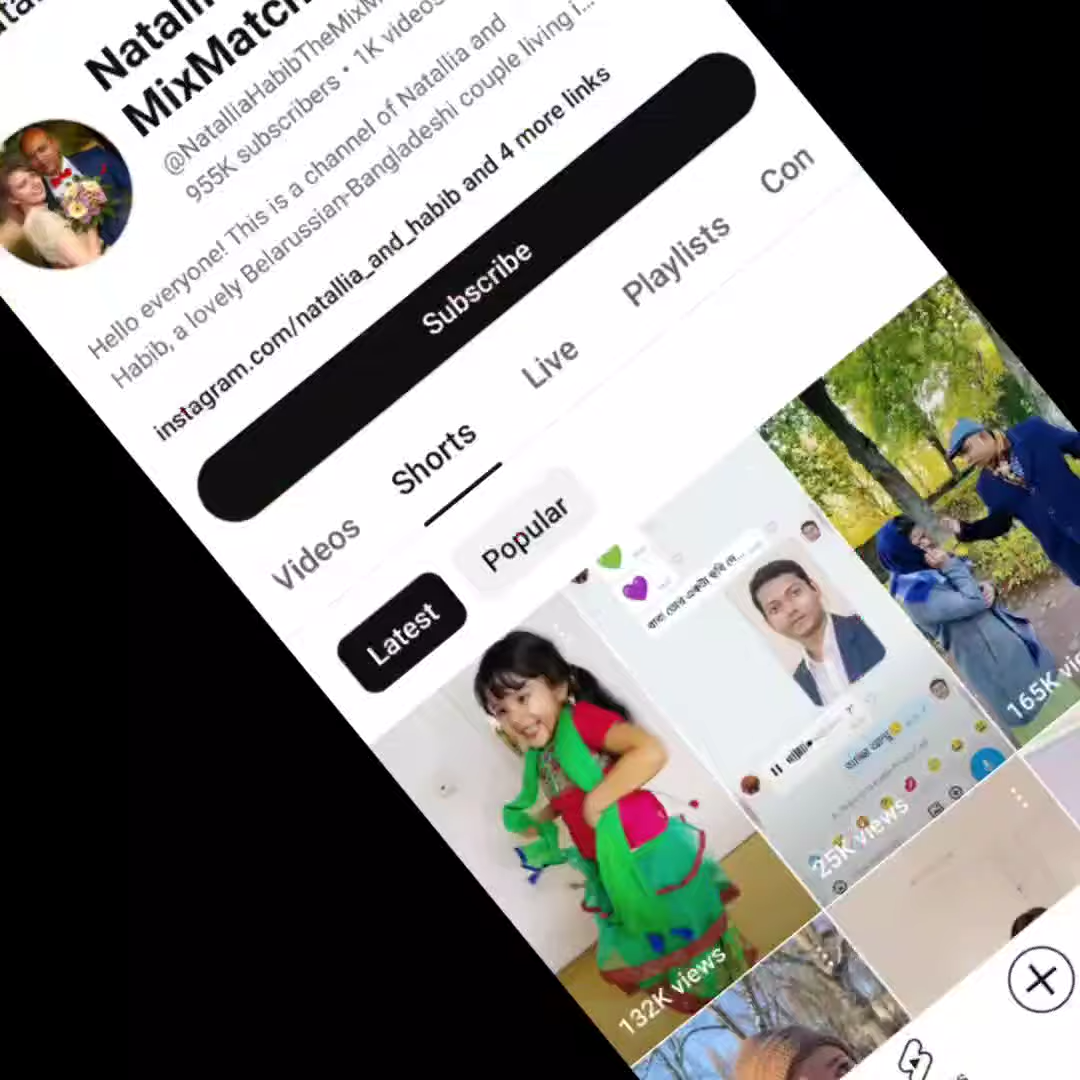 Natalli
MixMatch
@NatalliaHabibTheMixM
955K subscribers • 1K videos
Hello everyone! This is a channel of Natallia and
Habib, a lovely Belarussian-Bangladeshi couple living i...
instagram.com/natallia_and_habib and 4 more links
Subscribe
Videos
Shorts
Live
Playlists
Con
Latest
Popular
132K views
25K views
165K vie